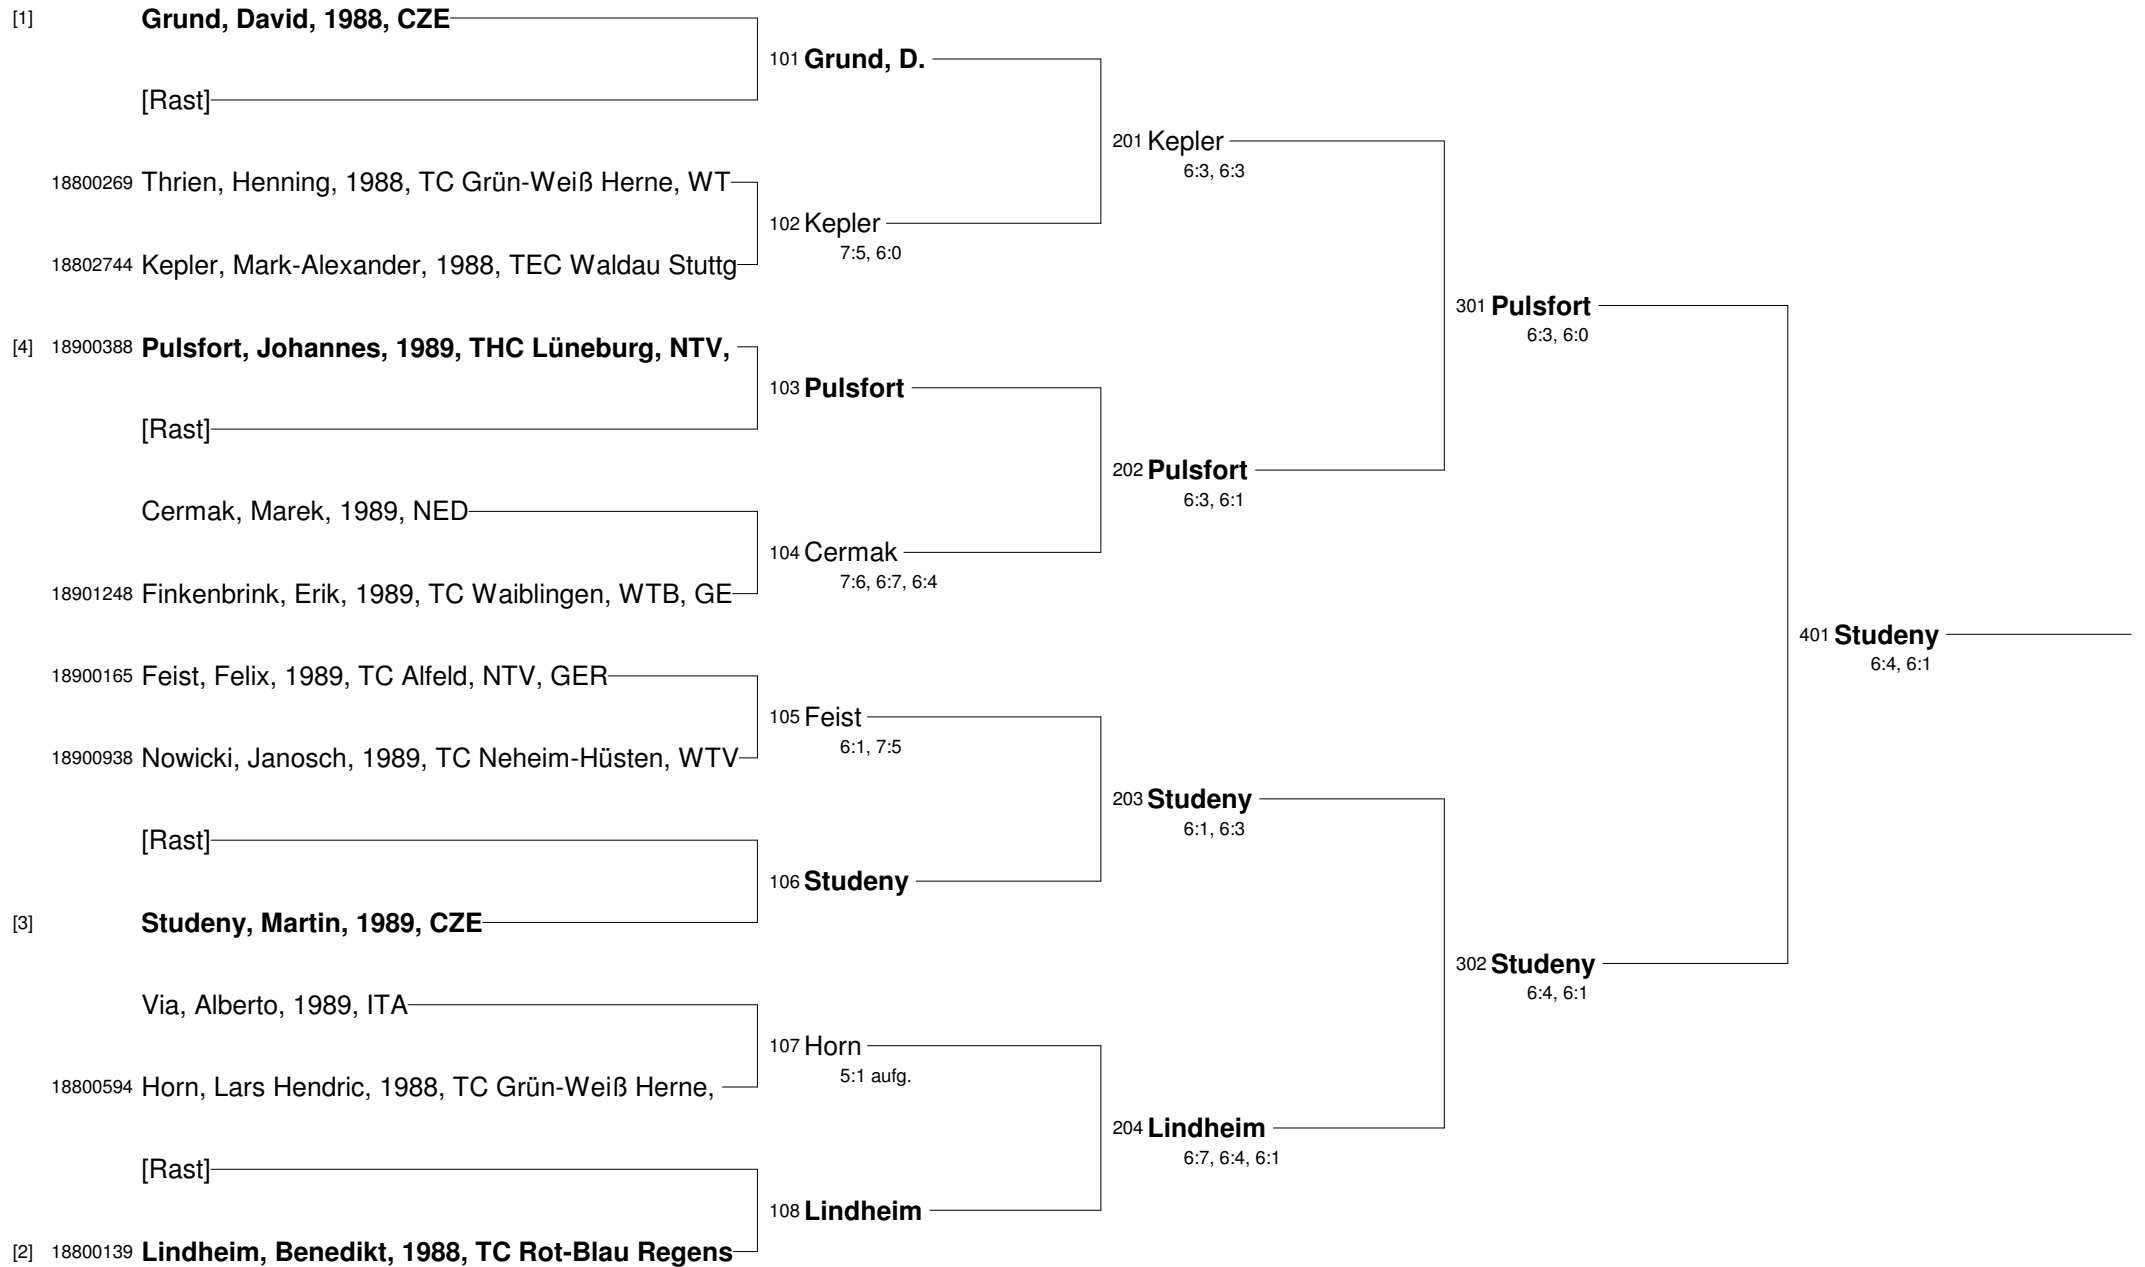 [1] Grund, David, 1988, CZE
101 Grund, D.
[Rast]
201 Kepler
6:3, 6:3
18800269 Thrien, Henning, 1988, TC Grün-Weiß Herne, WT
102 Kepler
7:5, 6:0
18802744 Kepler, Mark-Alexander, 1988, TEC Waldau Stuttg
301 Pulsfort
6:3, 6:0
[4] 18900388 Pulsfort, Johannes, 1989, THC Lüneburg, NTV,
103 Pulsfort
[Rast]
202 Pulsfort
6:3, 6:1
Cermak, Marek, 1989, NED
104 Cermak
7:6, 6:7, 6:4
18901248 Finkenbrink, Erik, 1989, TC Waiblingen, WTB, GE
401 Studeny
6:4, 6:1
18900165 Feist, Felix, 1989, TC Alfeld, NTV, GER
105 Feist
6:1, 7:5
18900938 Nowicki, Janosch, 1989, TC Neheim-Hüsten, WTV
203 Studeny
6:1, 6:3
[Rast]
106 Studeny
[3] Studeny, Martin, 1989, CZE
302 Studeny
6:4, 6:1
Via, Alberto, 1989, ITA
107 Horn
5:1 aufg.
18800594 Horn, Lars Hendric, 1988, TC Grün-Weiß Herne,
204 Lindheim
6:7, 6:4, 6:1
[Rast]
108 Lindheim
[2] 18800139 Lindheim, Benedikt, 1988, TC Rot-Blau Regens